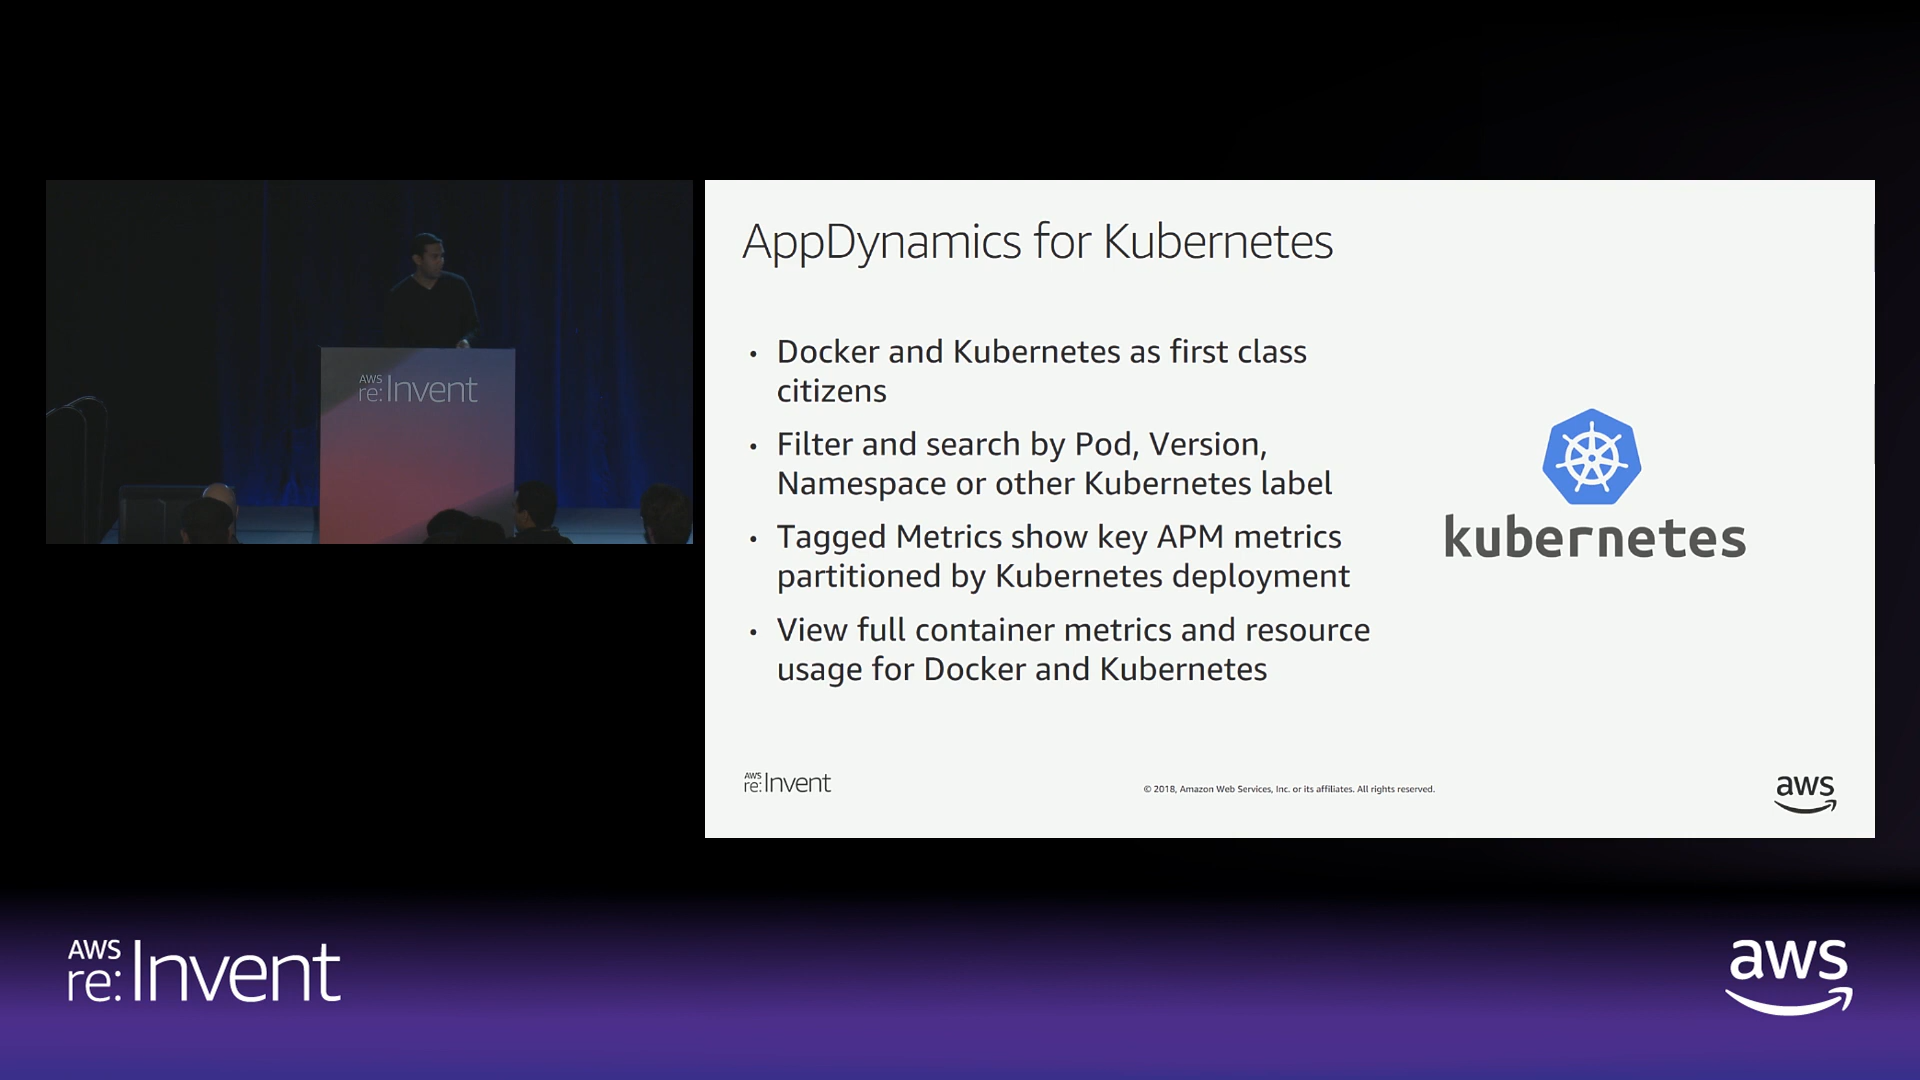 AWS
re:Invent
AppDynamics for Kubernetes
• Docker and Kubernetes as first class
citizens
• Filter and search by Pod, Version,
Namespace or other Kubernetes label
• Tagged Metrics show key APM metrics
partitioned by Kubernetes deployment
• View full container metrics and resource
usage for Docker and Kubernetes
kubernetes
AWS
re:Invent
© 2018, Amazon Web Services, Inc. or its affiliates. All rights reserved.
aws
AWS
re:Invent
aws